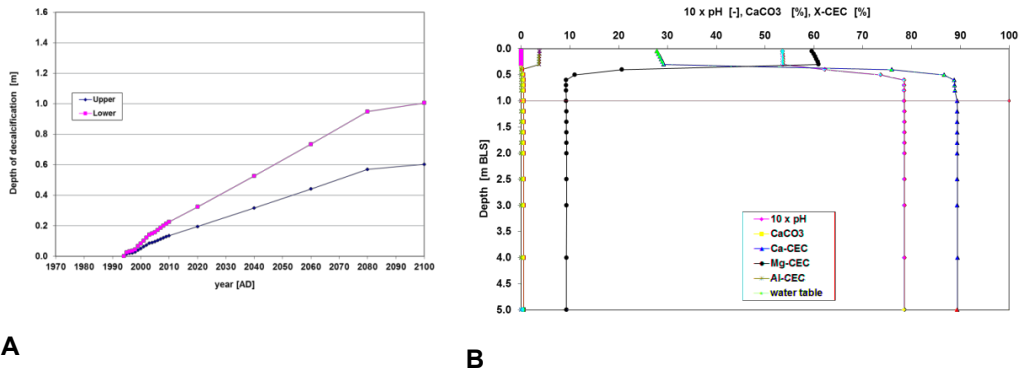 1.6
1.4
1.2
1.0
0.8
0.6
0.4
0.2
0.0
Depth of decalcification [m]
Upper
Lower
1970 1980 1990 2000 2010 2020 2030 2040 2050 2060 2070 2080 2090 2100
year [AD]
A
10 x pH [-], CaCO3 [%], X-CEC [%]
0 10 20 30 40 50 60 70 80 90 100
0.0
0.5
1.0
1.5
2.0
2.5
3.0
3.5
4.0
4.5
5.0
Depth [m BLS]
10 x pH
CaCO3
Ca-CEC
Mg-CEC
Al-CEC
water table
B